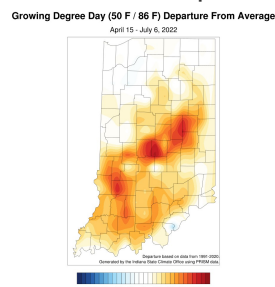 Growing Degree Day (50 F / 86 F) Departure From Average
April 15 - July 6, 2022
Departure based on data from 1991-2020.
Generated by the Indiana State Climate Office using PRISM data.